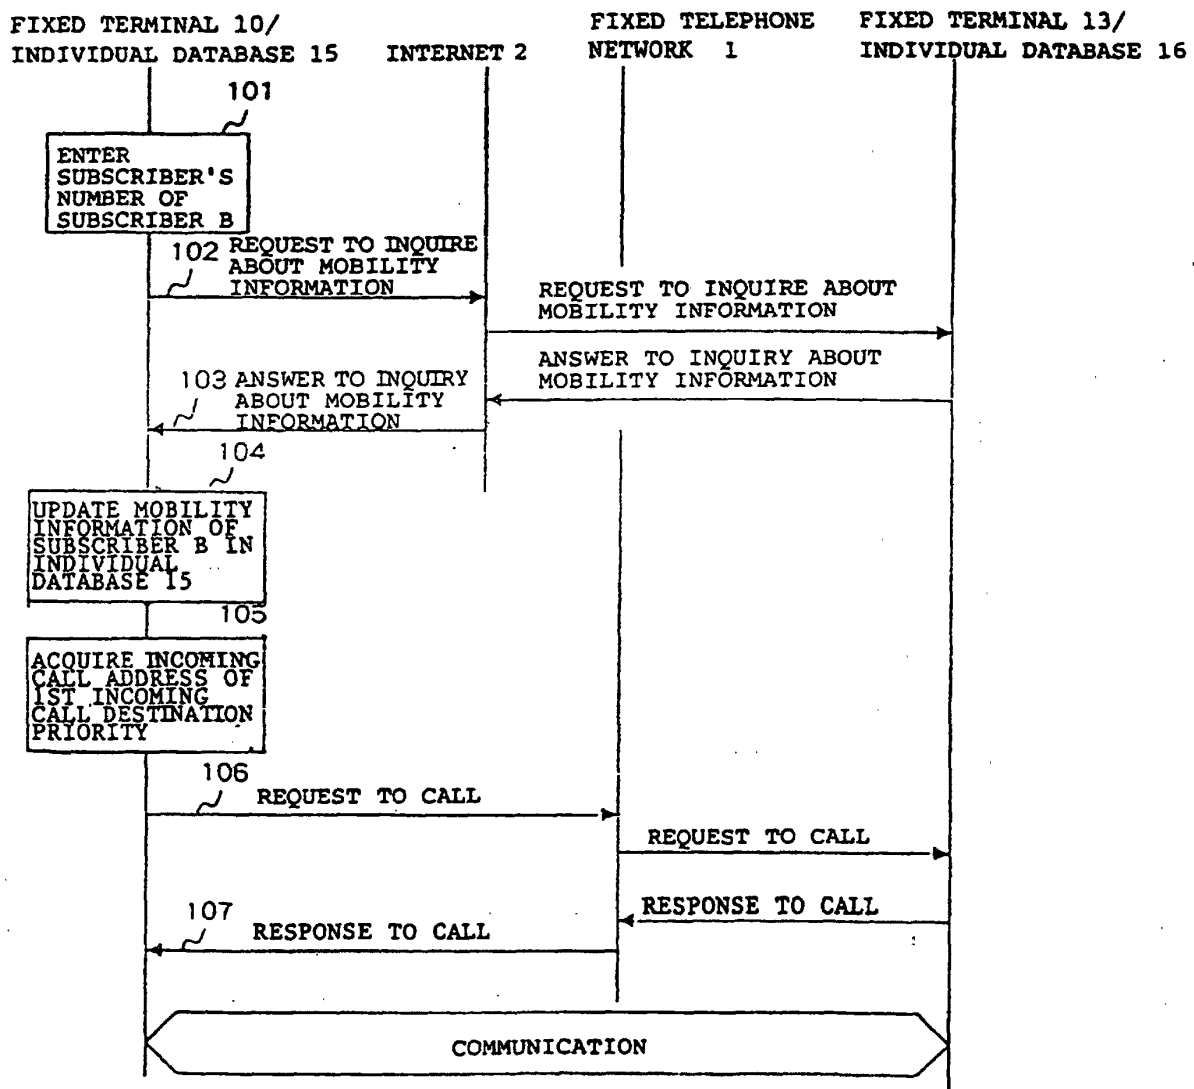 FIXED TERMINAL 10/
INDIVIDUAL DATABASE 15
INTERNET 2
FIXED TELEPHONE
NETWORK 1
FIXED TERMINAL 13/
INDIVIDUAL DATABASE 16
101
ENTER
SUBSCRIBER'S
NUMBER OF
SUBSCRIBER B
102
REQUEST TO INQUIRE
ABOUT MOBILITY
INFORMATION
REQUEST TO INQUIRE ABOUT
MOBILITY INFORMATION
ANSWER TO INQUIRY ABOUT
MOBILITY INFORMATION
103
ANSWER TO INQUIRY
ABOUT MOBILITY
INFORMATION
104
UPDATE MOBILITY
INFORMATION OF
SUBSCRIBER B IN
INDIVIDUAL
DATABASE 15
105
ACQUIRE INCOMING
CALL ADDRESS OF
1ST INCOMING
CALL DESTINATION
PRIORITY
106
REQUEST TO CALL
REQUEST TO CALL
RESPONSE TO CALL
107
RESPONSE TO CALL
COMMUNICATION